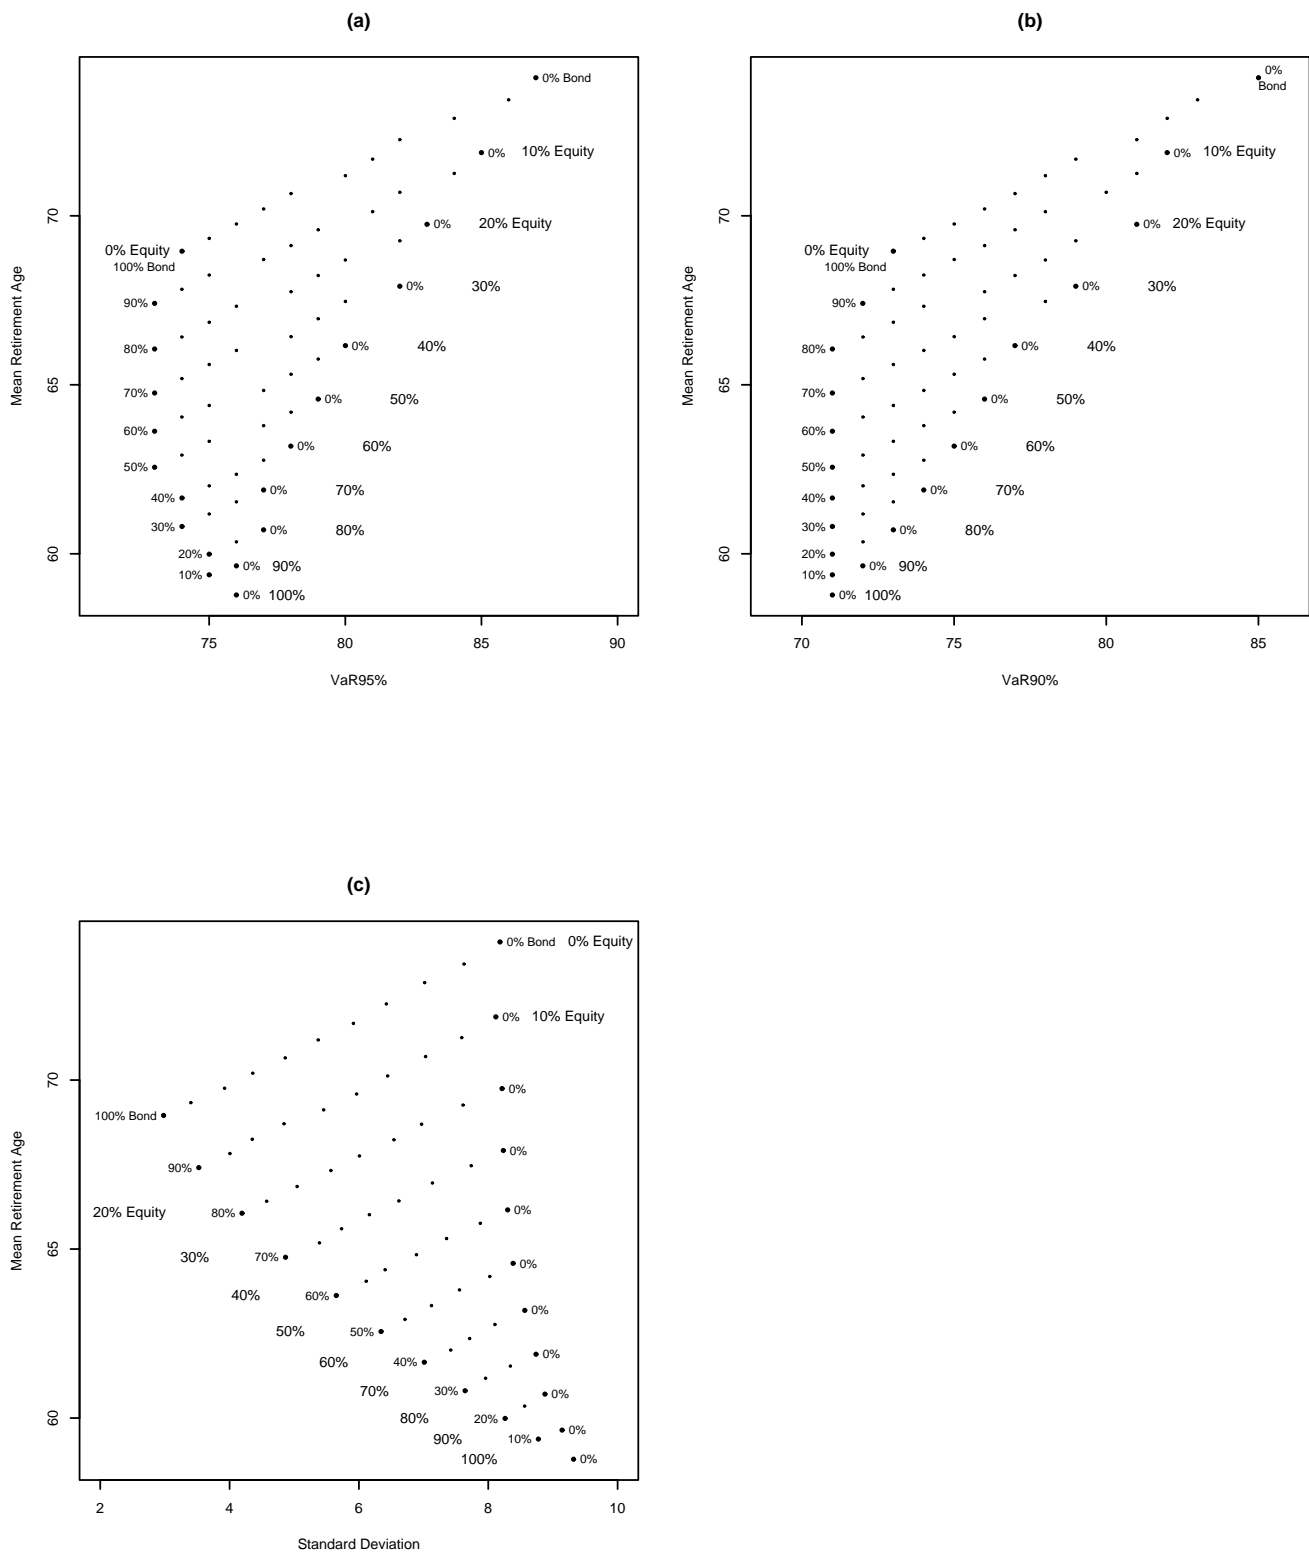 (a)
0% Bond
0% 10% Equity
0% 20% Equity
0% Equity
100% Bond
0% 30%
90%
80% 0% 40%
70% 0% 50%
60% 0% 60%
50%
40% 0% 70%
30% 0% 80%
20% 0% 90%
10%
0% 100%
70
65
60
Mean Retirement Age
75 80 85 90
VaR95%
(b)
0%
Bond
0% 10% Equity
0% 20% Equity
0% Equity
100% Bond
0% 30%
90%
80% 0% 40%
70% 0% 50%
60% 0% 60%
50%
40% 0% 70%
30% 0% 80%
20% 0% 90%
10%
0% 100%
70
65
60
Mean Retirement Age
70 75 80 85
VaR90%
(c)
0% Bond 0% Equity
0% 10% Equity
0%
100% Bond
0%
90%
20% Equity 80% 0%
30% 70% 0%
40% 60% 0%
50% 50%
60% 40% 0%
70% 30% 0%
80% 20% 0%
90% 10%
100% 0%
70
65
60
Mean Retirement Age
2 4 6 8 10
Standard Deviation